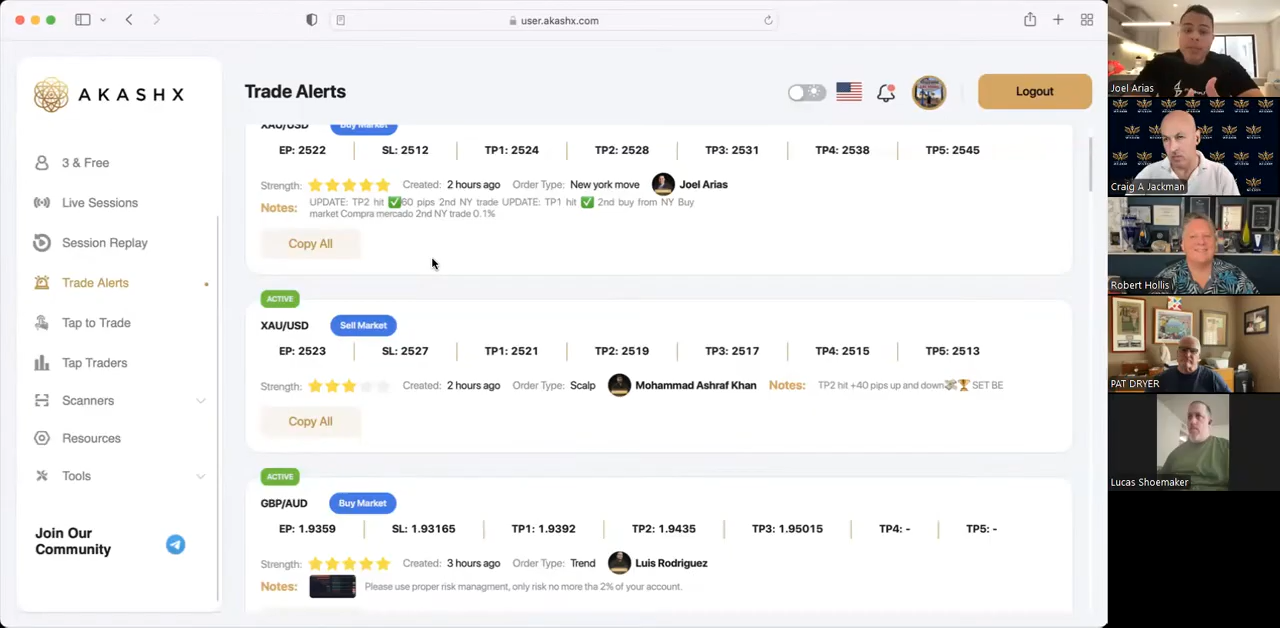 user.akashx.com
AKASHX
3 & Free
Live Sessions
Session Replay
Trade Alerts
Tap to Trade
Tap Traders
Scanners
Resources
Tools
Join Our
Community
Trade Alerts
Logout
XAU/USD Buy Market
EP: 2522 SL: 2512 TP2: 2528 TP3: 2531 TP4: 2538 TP5: 2545
Strength: Created: 2 hours ago Order Type: New york move Joel Arias
Notes: UPDATE: TP2 hit ✅60 pips 2nd NY trade UPDATE: TP1 hit ✅ 2nd buy from NY Buy
market Compra mercado 2nd NY trade 0.1%
Copy All
ACTIVE
XAU/USD Sell Market
EP: 2523 SL: 2527 TP1: 2521 TP2: 2519 TP3: 2517 TP4: 2515 TP5: 2513
Strength: Created: 2 hours ago Order Type: Scalp Mohammad Ashraf Khan Notes: TP2 hit +40 pips up and down💸🏆 SET BE
Copy All
ACTIVE
GBP/AUD Buy Market
EP: 1.9359 SL: 1.93165 TP1: 1.9392 TP2: 1.9435 TP3: 1.95015 TP4: - TP5: -
Strength: Created: 3 hours ago Order Type: Trend Luis Rodriguez
Notes: Please use proper risk managment, only risk no more tha 2% of your account.
Joel Arias
Craig A Jackman
Robert Hollis
PAT DRYER
Lucas Shoemaker